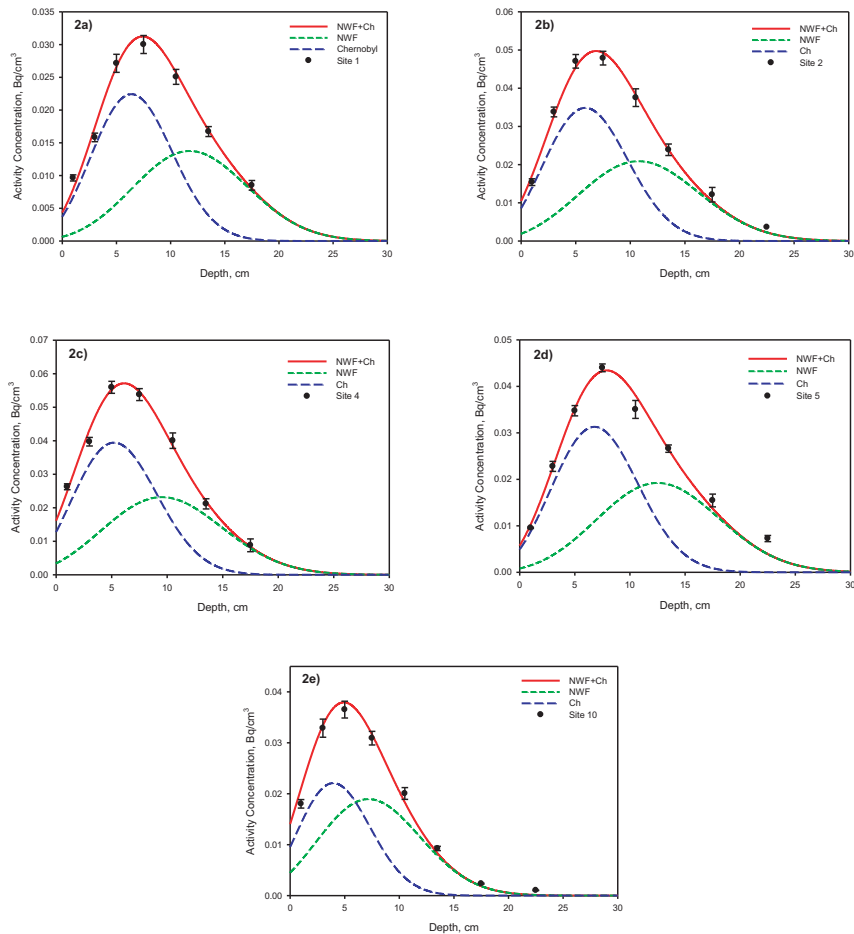 2a)
NWF+Ch
NWF
Chernobyl
Site 1
Activity Concentration, Bq/cm³
0.035
0.030
0.025
0.020
0.015
0.010
0.005
0.000
0 5 10 15 20 25 30
Depth, cm
2b)
NWF+Ch
NWF
Ch
Site 2
Activity Concentration, Bq/cm³
0.06
0.05
0.04
0.03
0.02
0.01
0.00
0 5 10 15 20 25 30
Depth, cm
2c)
NWF+Ch
NWF
Ch
Site 4
Activity Concentration, Bq/cm³
0.07
0.06
0.05
0.04
0.03
0.02
0.01
0.00
0 5 10 15 20 25 30
Depth, cm
2d)
NWF+Ch
NWF
Ch
Site 5
Activity Concentration, Bq/cm³
0.05
0.04
0.03
0.02
0.01
0.00
0 5 10 15 20 25 30
Depth, cm
2e)
NWF+Ch
NWF
Ch
Site 10
Activity Concentration, Bq/cm³
0.04
0.03
0.02
0.01
0.00
0 5 10 15 20 25 30
Depth, cm